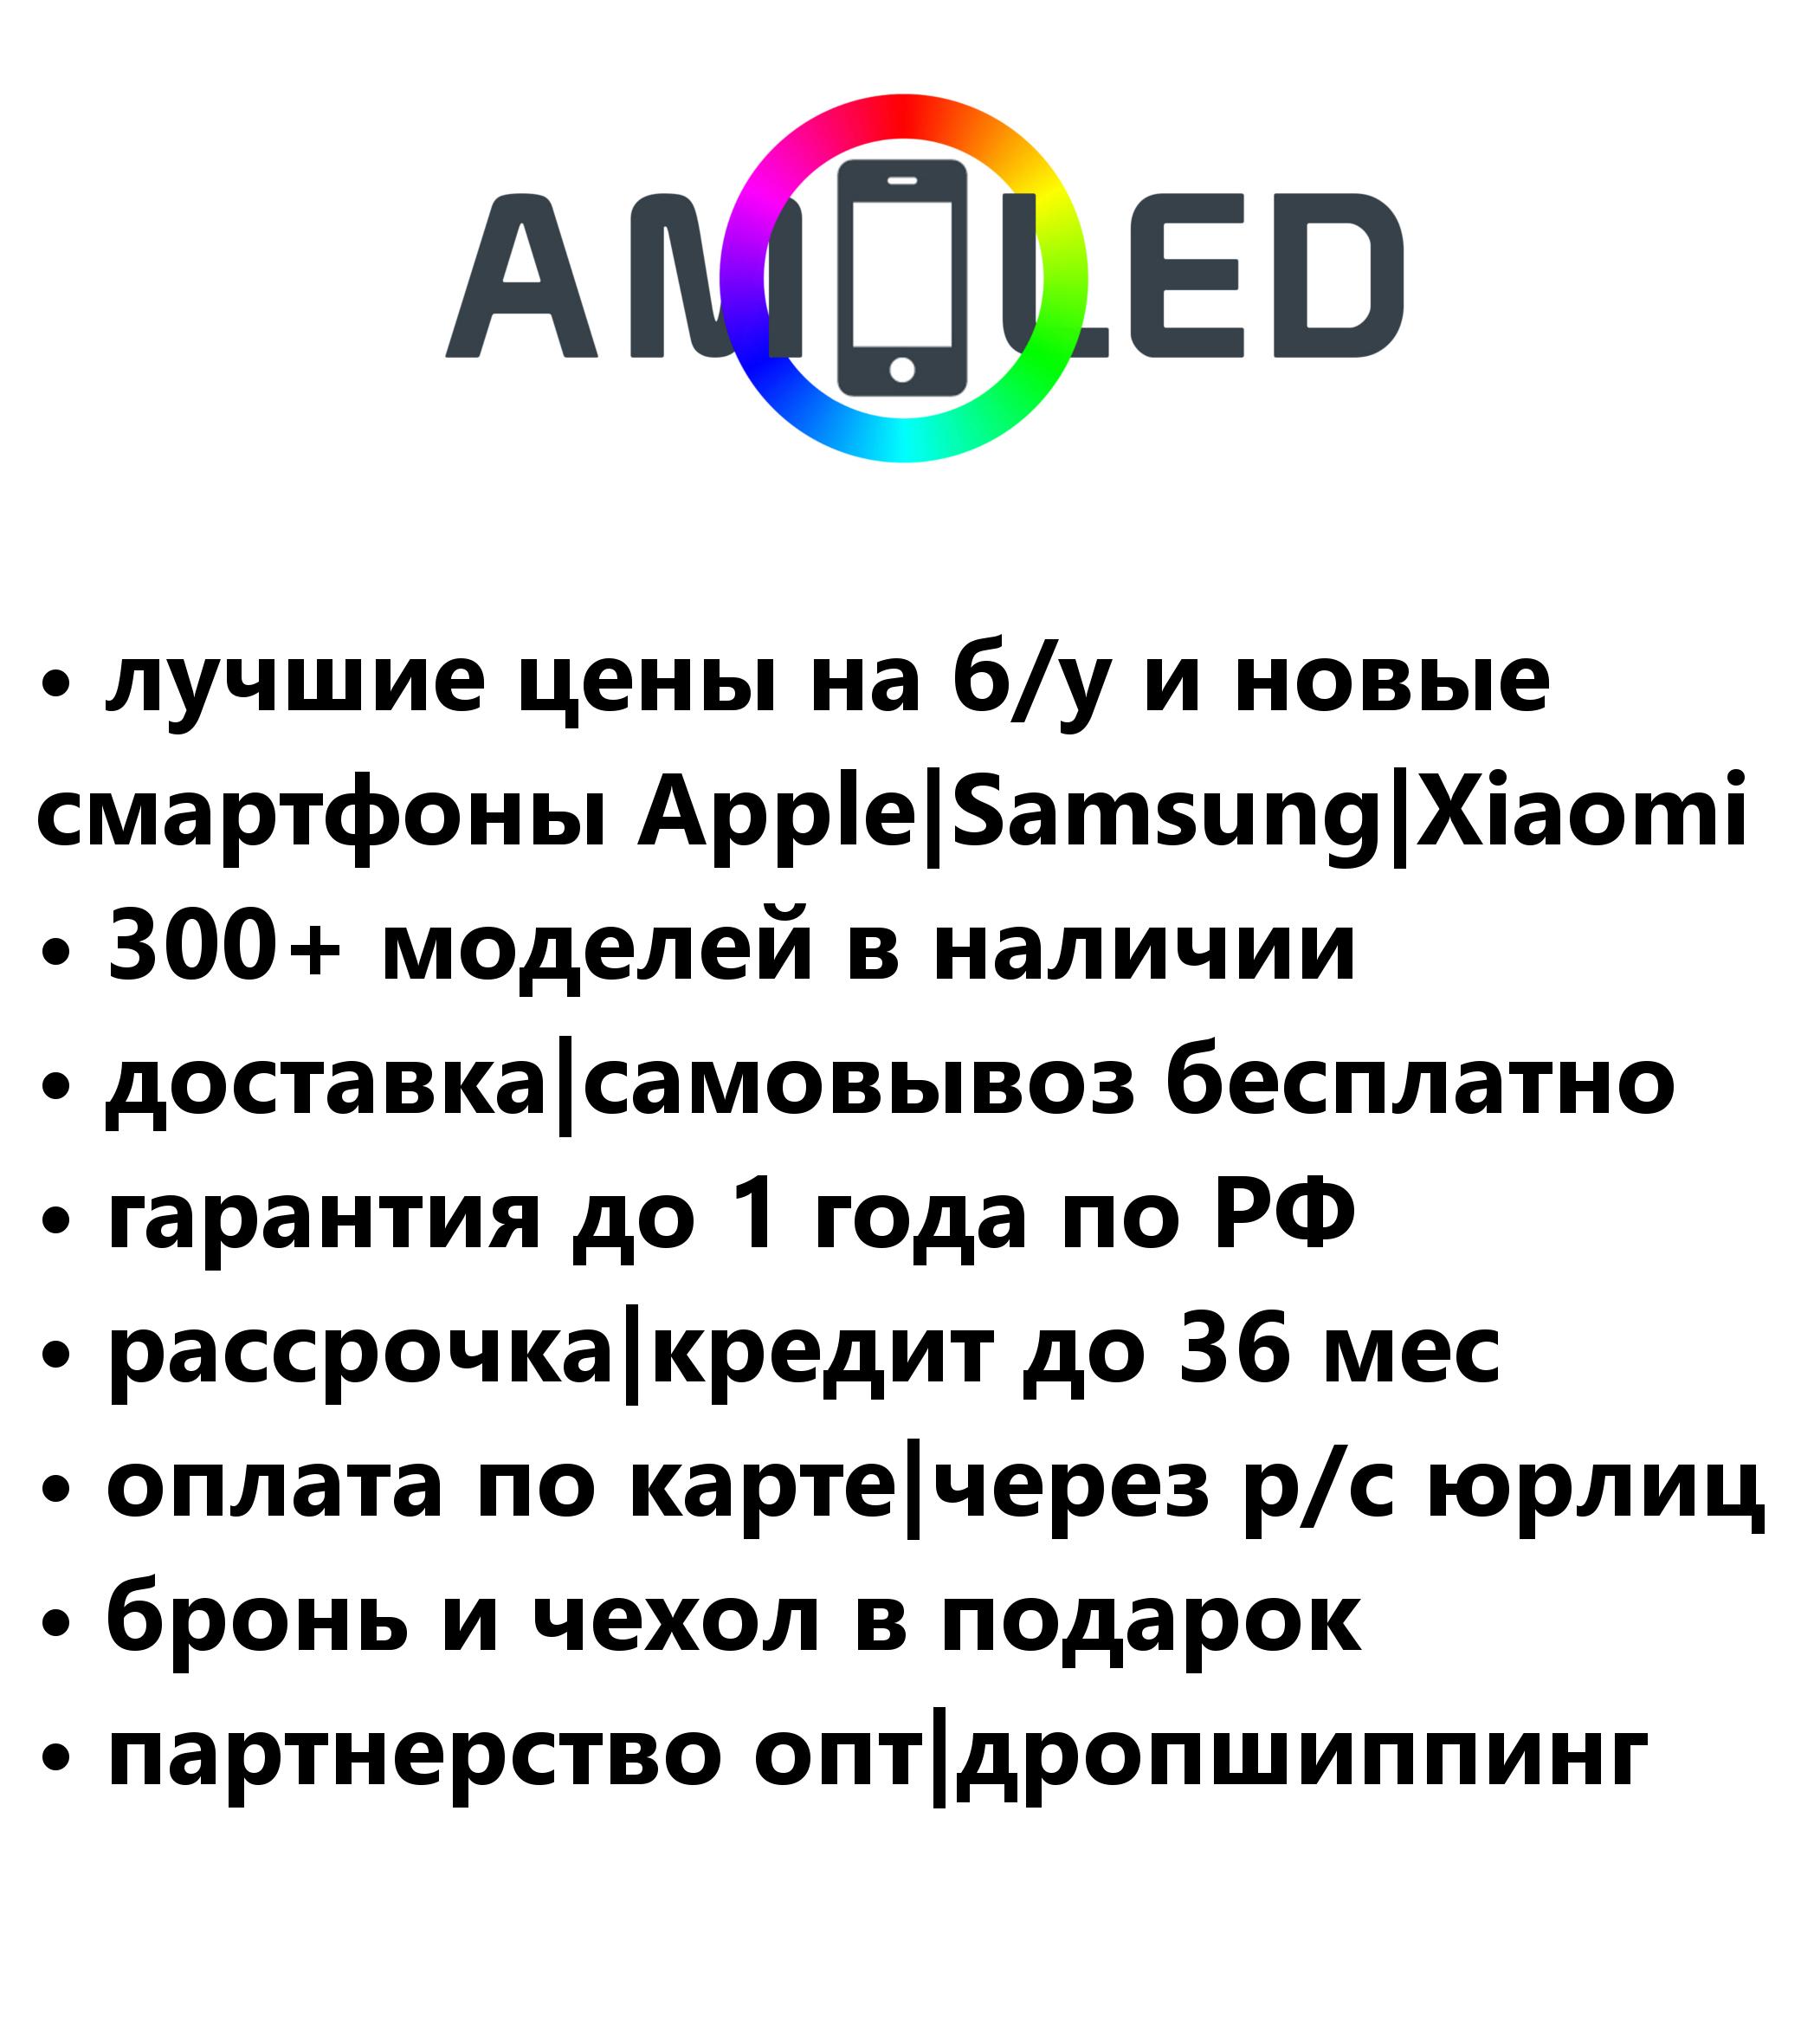 AMOLED
• лучшие цены на б/у и новые
смартфоны Apple|Samsung|Xiaomi
• 300+ моделей в наличии
• доставка|самовывоз бесплатно
• гарантия до 1 года по РФ
• рассрочка|кредит до 36 мес
• оплата по карте|через р/с юрлиц
• бронь и чехол в подарок
• партнерство опт|дропшиппинг